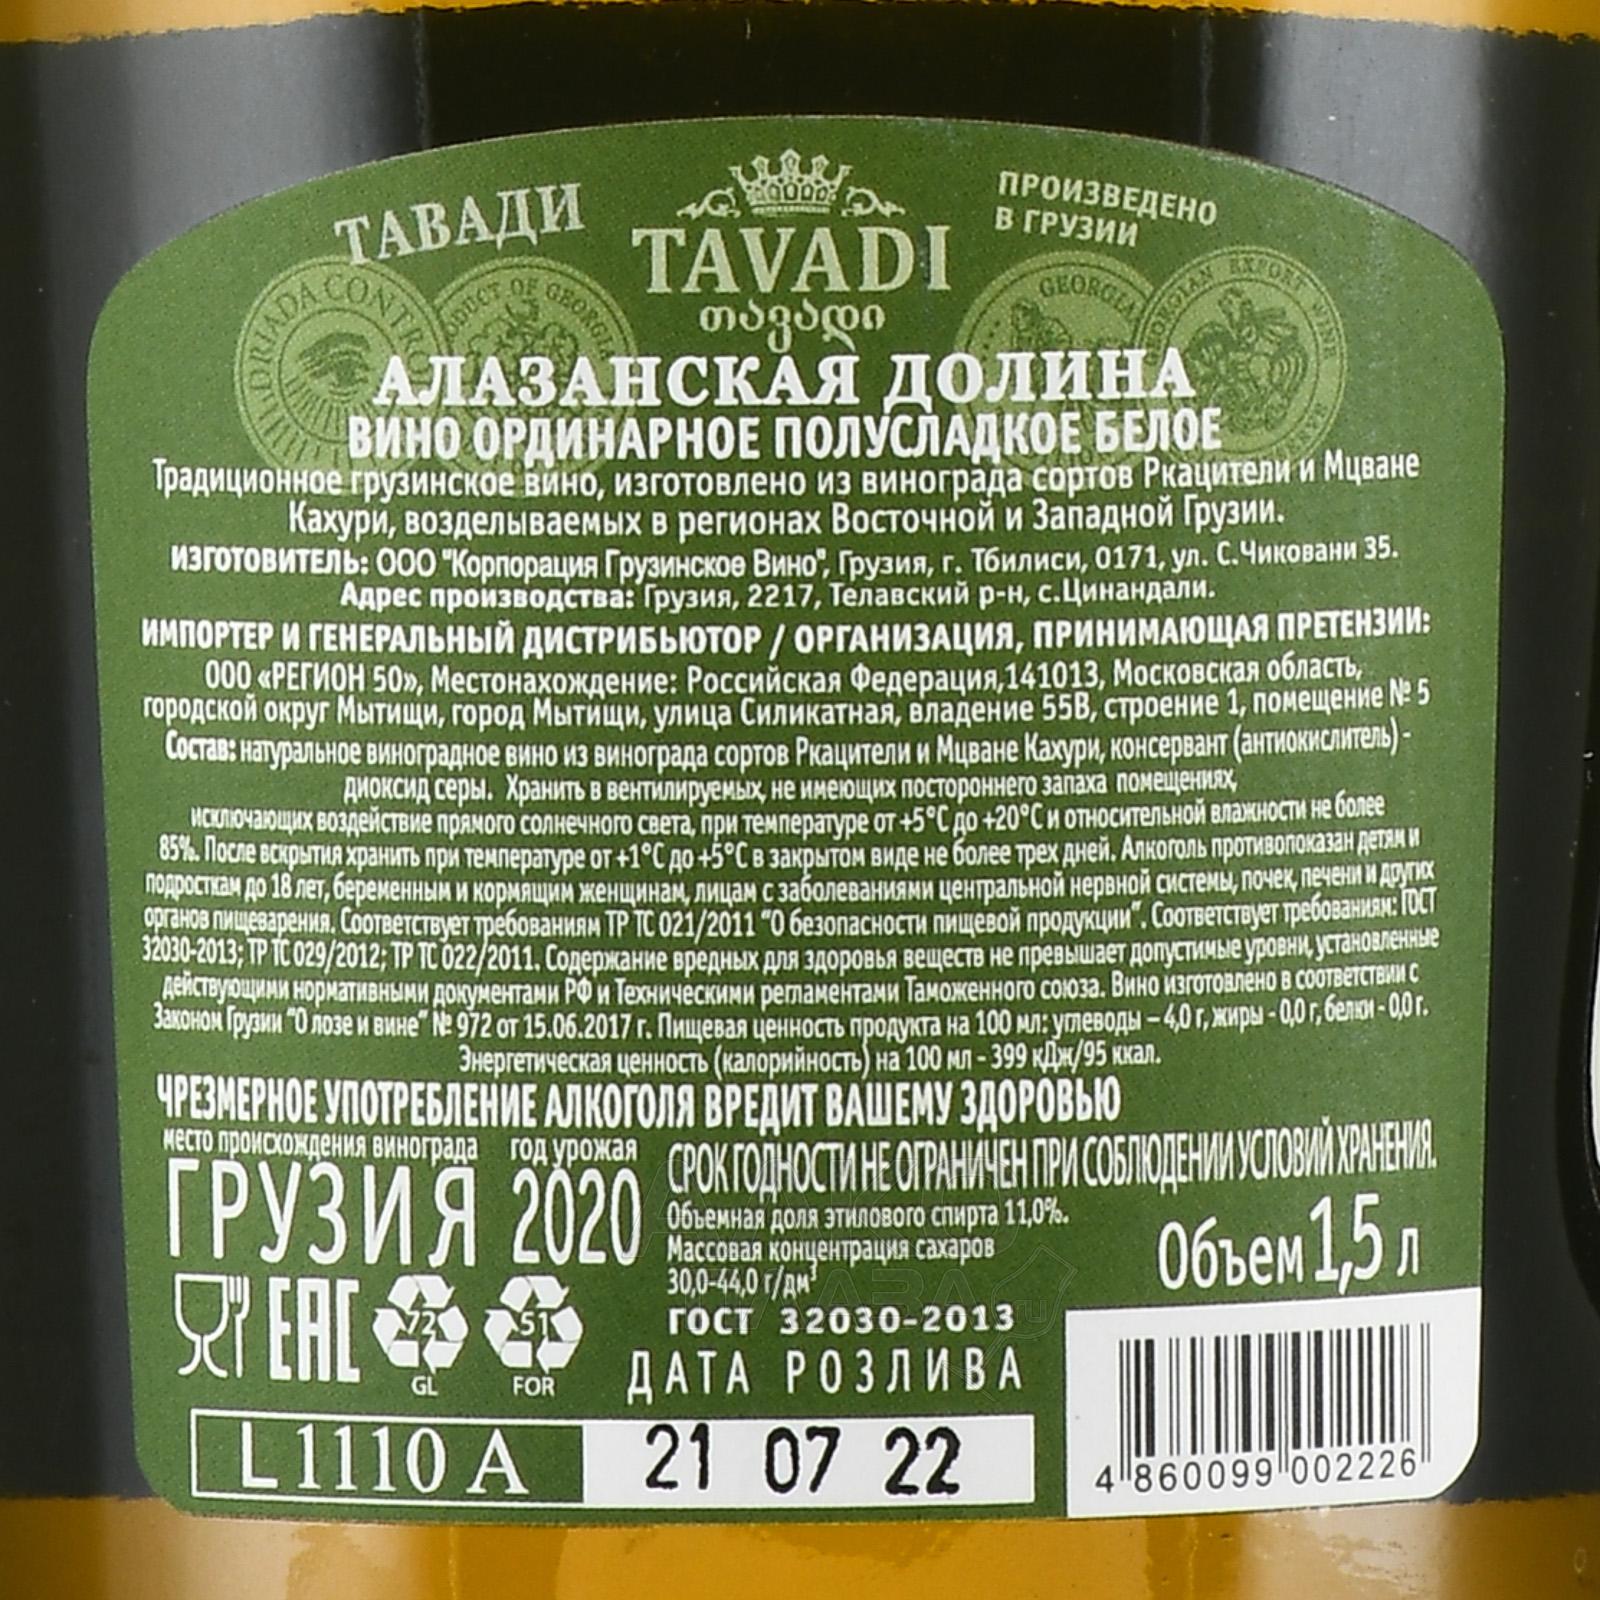 ТАВАДИ
TAVADI
თავადი
ПРОИЗВЕДЕНО
В ГРУЗИИ
PRODUCT OF GEORGIA
GEORGIA
GEORGIAN EXPORT WINE
АЛАЗАНСКАЯ ДОЛИНА
ВИНО ОРДИНАРНОЕ ПОЛУСЛАДКОЕ БЕЛОЕ
Традиционное грузинское вино, изготовлено из винограда сортов Ркацители и Мцване
Кахури, возделываемых в регионах Восточной и Западной Грузии.
ИЗГОТОВИТЕЛЬ: ООО "Корпорация Грузинское Вино", Грузия, г. Тбилиси, 0171, ул. С.Чиковани 35.
Адрес производства: Грузия, 2217, Телавский р-н, с.Цинандали.
ИМПОРТЕР И ГЕНЕРАЛЬНЫЙ ДИСТРИБЬЮТОР / ОРГАНИЗАЦИЯ, ПРИНИМАЮЩАЯ ПРЕТЕНЗИИ:
ООО «РЕГИОН 50», Местонахождение: Российская Федерация,141013, Московская область,
городской округ Мытищи, город Мытищи, улица Силикатная, владение 55В, строение 1, помещение № 5
Состав: натуральное виноградное вино из винограда сортов Ркацители и Мцване Кахури, консервант (антиокислитель) -
диоксид серы. Хранить в вентилируемых, не имеющих постороннего запаха помещениях,
исключающих воздействие прямого солнечного света, при температуре от +5°C до +20°C и относительной влажности не более
85%. После вскрытия хранить при температуре от +1°C до +5°C в закрытом виде не более трех дней. Алкоголь противопоказан детям и
подросткам до 18 лет, беременным и кормящим женщинам, лицам с заболеваниями центральной нервной системы, почек, печени и других
органов пищеварения. Соответствует требованиям ТР ТС 021/2011 "О безопасности пищевой продукции". Соответствует требованиям: ГОСТ
32030-2013; ТР ТС 029/2012; ТР ТС 022/2011. Содержание вредных для здоровья веществ не превышает допустимые уровни, установленные
действующими нормативными документами РФ и Техническими регламентами Таможенного союза. Вино изготовлено в соответствии с
Законом Грузии "О лозе и вине" № 972 от 15.06.2017 г. Пищевая ценность продукта на 100 мл: углеводы – 4,0 г, жиры - 0,0 г, белки - 0,0 г.
Энергетическая ценность (калорийность) на 100 мл - 399 кДж/95 ккал.
ЧРЕЗМЕРНОЕ УПОТРЕБЛЕНИЕ АЛКОГОЛЯ ВРЕДИТ ВАШЕМУ ЗДОРОВЬЮ
место происхождения винограда год урожая
ГРУЗИЯ 2020
СРОК ГОДНОСТИ НЕ ОГРАНИЧЕН ПРИ СОБЛЮДЕНИИ УСЛОВИЙ ХРАНЕНИЯ.
Объемная доля этилового спирта 11,0%.
Массовая концентрация сахаров
30,0-44,0 г/дм³
Объем 1,5 л
ГОСТ 32030-2013
ДАТА РОЗЛИВА
EAC
72
GL
51
FOR
L 1110 A
21 07 22
4 860099 002226